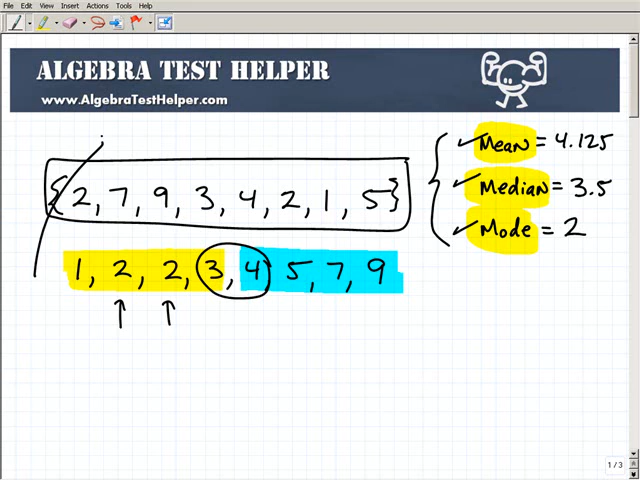 File Edit View Insert Actions Tools Help
ALGEBRA TEST HELPER
www.AlgebraTestHelper.com
{2, 7, 9, 3, 4, 2, 1, 5}
1, 2, 2, 3, 4, 5, 7, 9
Mean = 4.125
Median = 3.5
Mode = 2
1 / 3